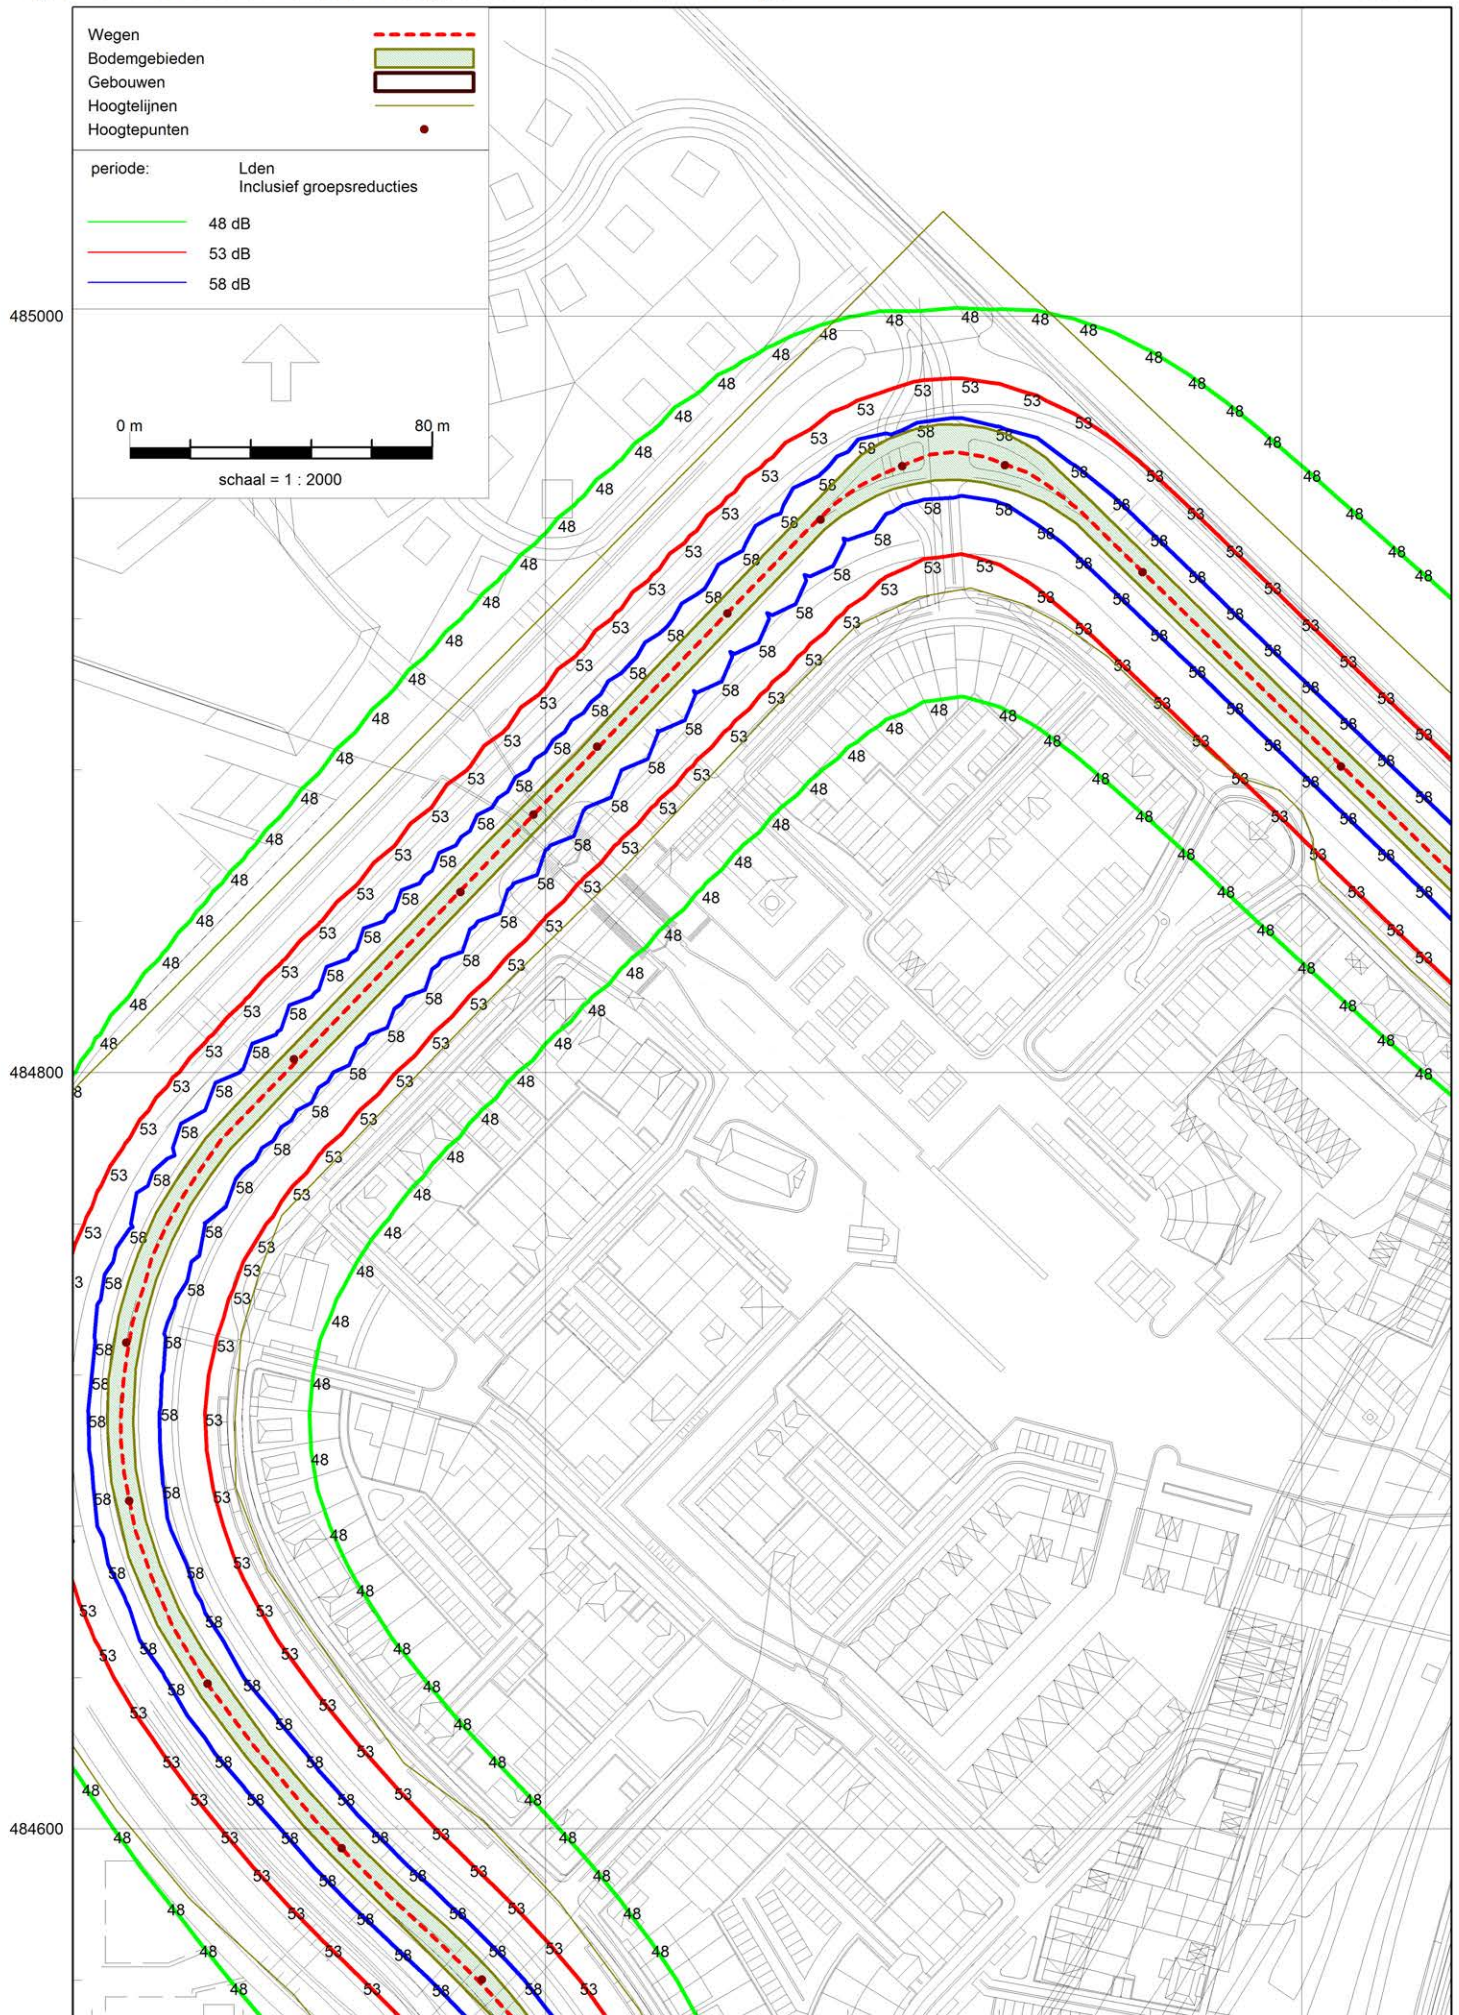 Wegen
Bodemgebieden
Gebouwen
Hoogtelijnen
Hoogtepunten
periode: Lden
Inclusief groepsreducties
48 dB
53 dB
58 dB
0 m 80 m
schaal = 1 : 2000
485000
484800
484600